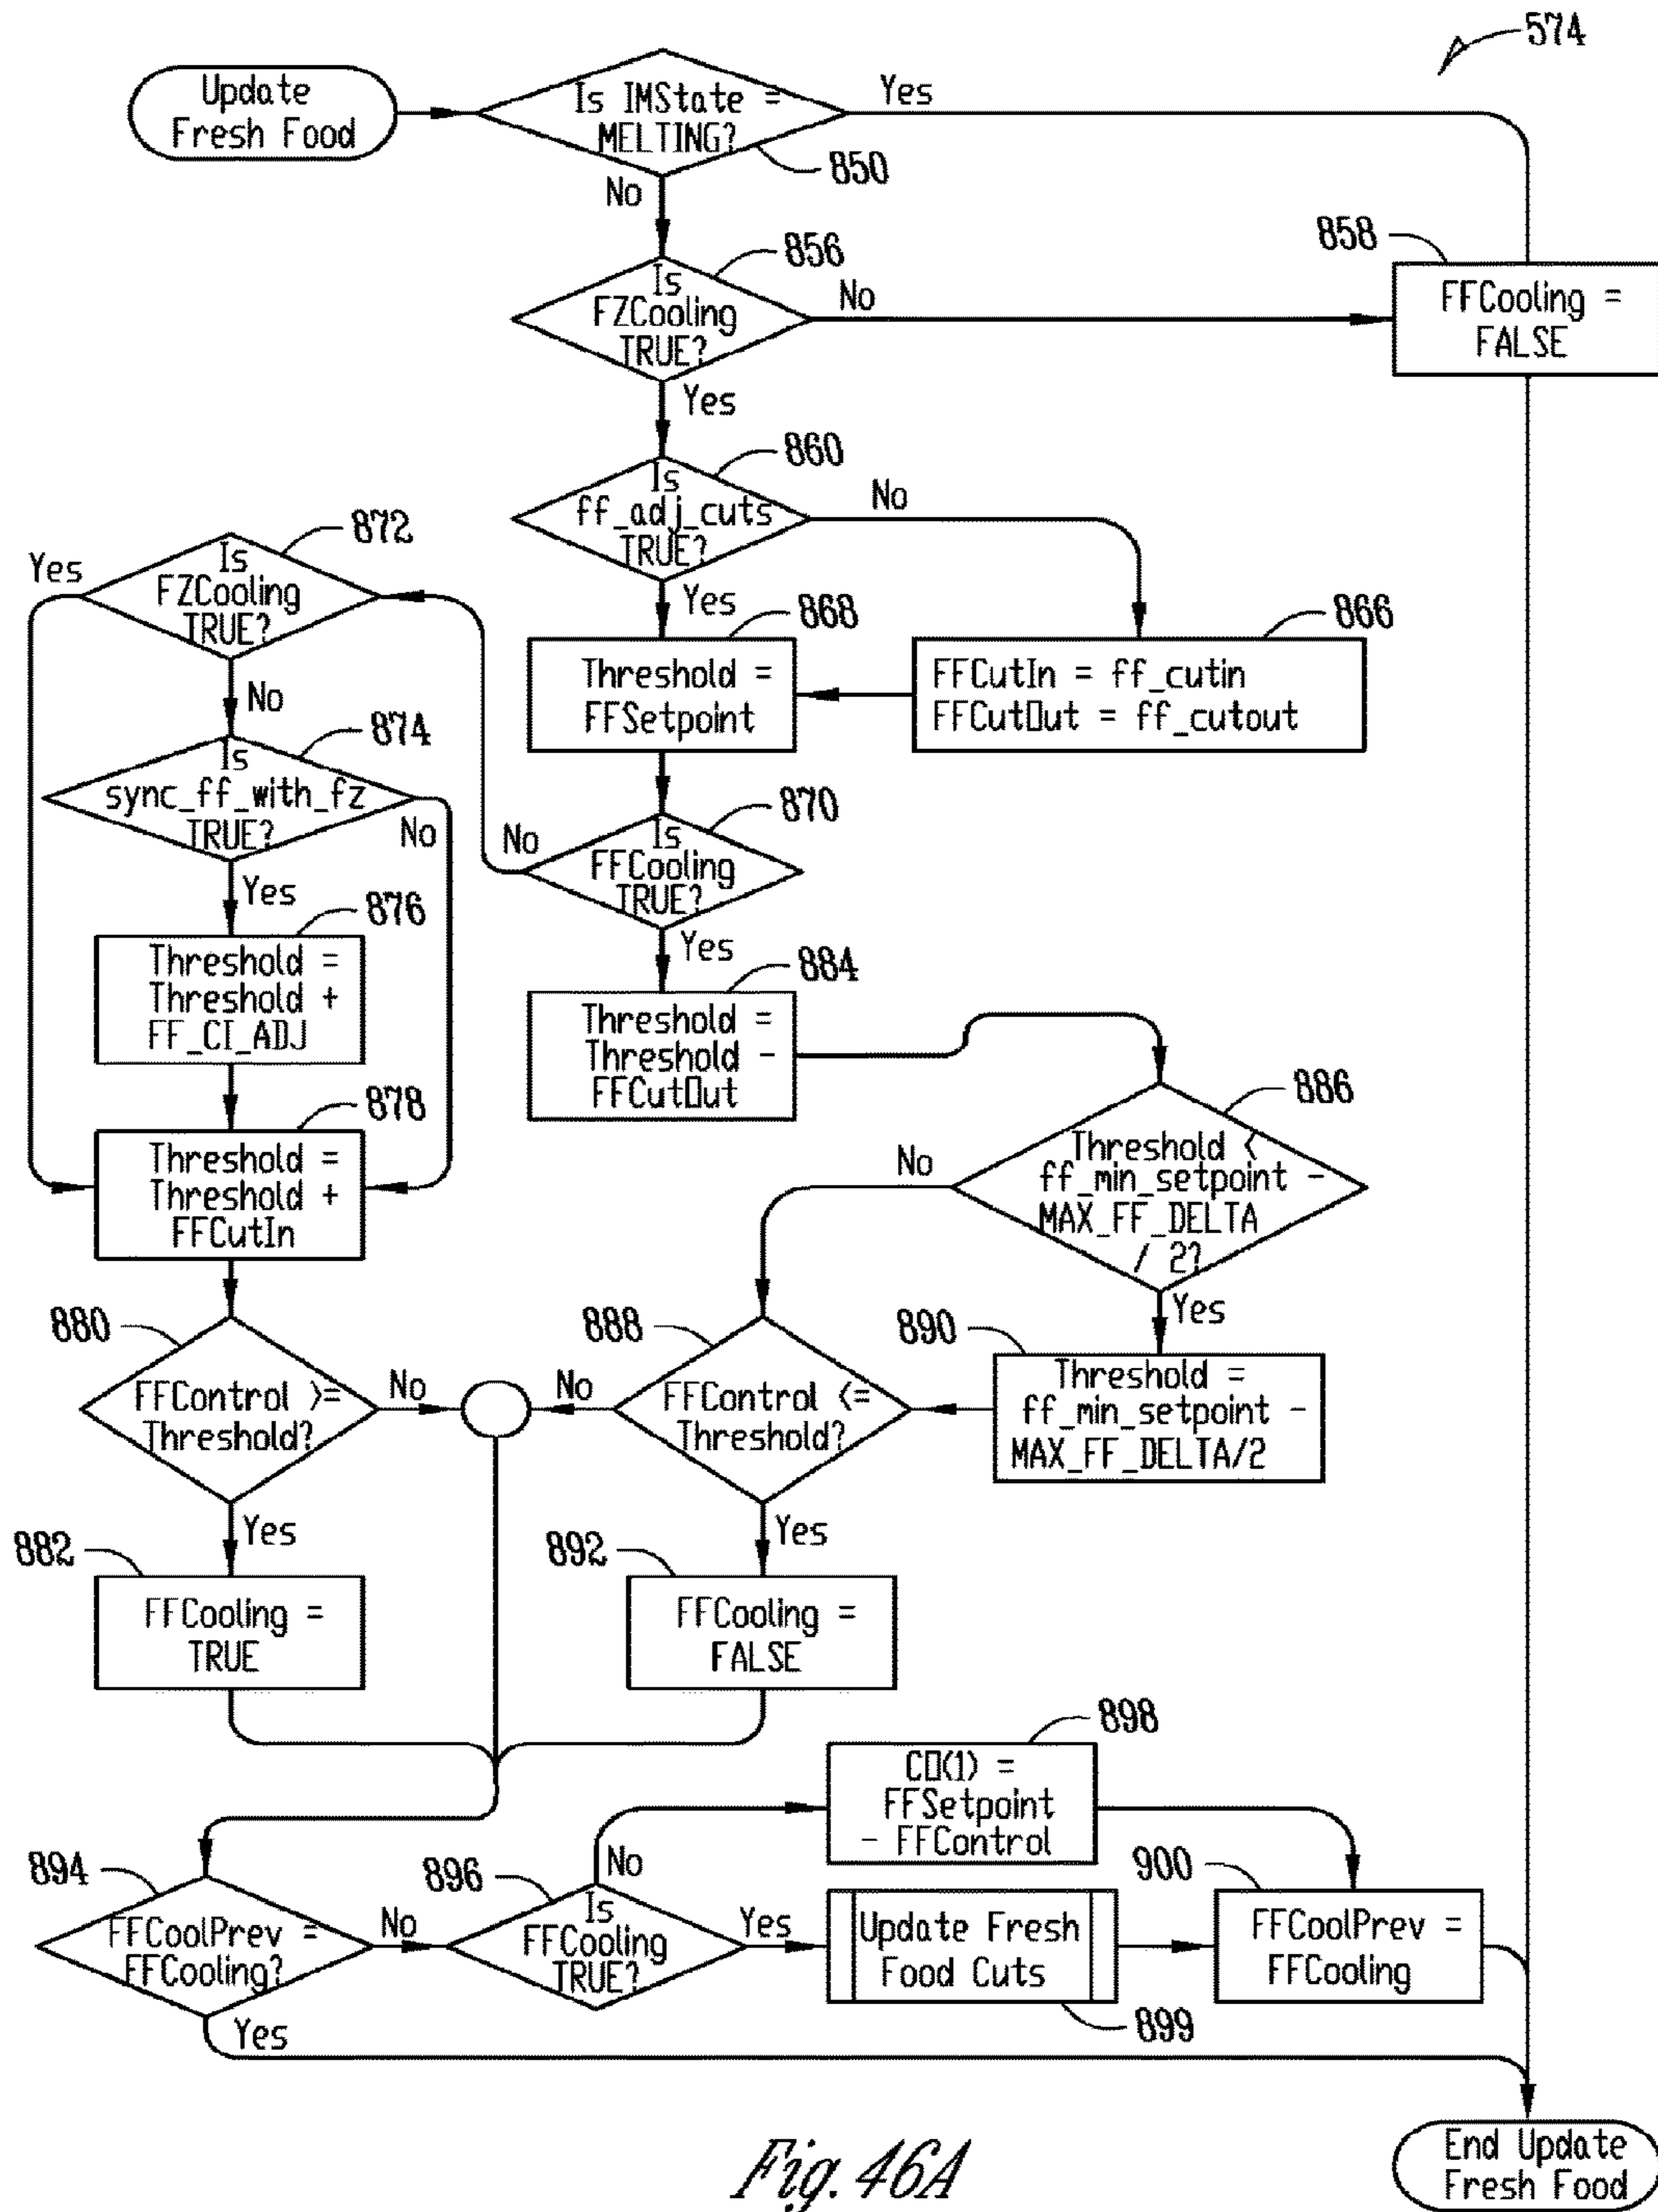 574
Update
Fresh Food
Is IMState =
MELTING?
Yes
850
No
856
Is
FZCooling
TRUE?
No
858
FFCooling =
FALSE
Yes
860
Is
ff_adj_cuts
TRUE?
No
872
Is
FZCooling
TRUE?
Yes
Yes
868
Threshold =
FFSetpoint
866
FFCutIn = ff_cutin
FFCutOut = ff_cutout
No
874
Is
sync_ff_with_fz
TRUE?
No
870
Is
FFCooling
TRUE?
No
Yes
876
Threshold =
Threshold +
FF_CI_ADJ
Yes
884
Threshold =
Threshold -
FFCutOut
878
Threshold =
Threshold +
FFCutIn
886
Threshold <
ff_min_setpoint -
MAX_FF_DELTA
/ 2?
No
Yes
880
FFControl >=
Threshold?
No
888
FFControl <=
Threshold?
No
890
Threshold =
ff_min_setpoint -
MAX_FF_DELTA/2
Yes
882
FFCooling =
TRUE
Yes
892
FFCooling =
FALSE
898
CO(1) =
FFSetpoint
- FFControl
894
FFCoolPrev =
FFCooling?
No
896
Is
FFCooling
TRUE?
No
Yes
Update Fresh
Food Cuts
899
900
FFCoolPrev =
FFCooling
Yes
End Update
Fresh Food
Fig. 46A